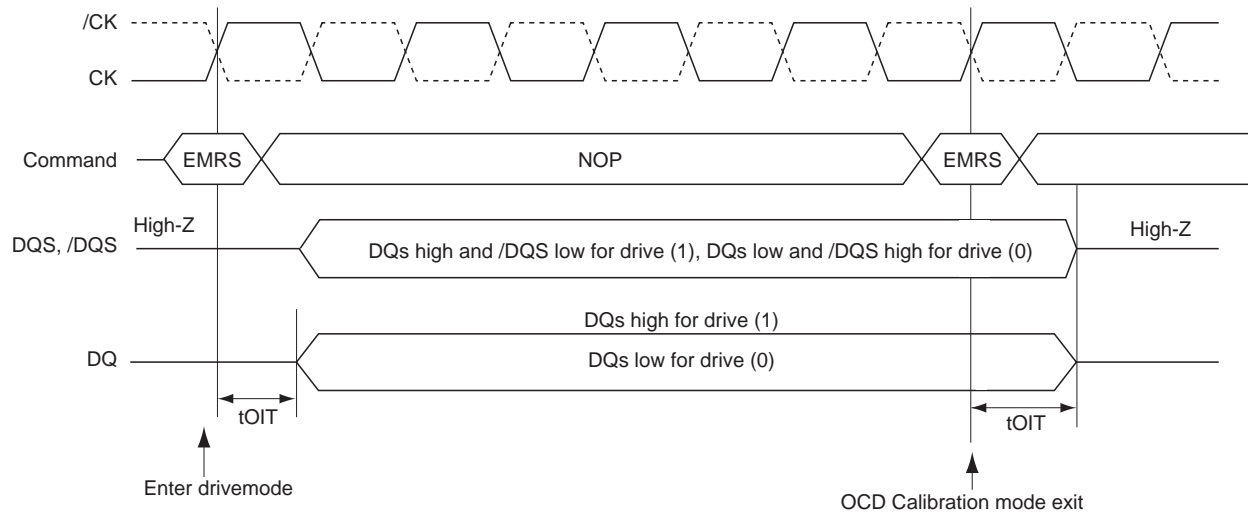 /CK
CK
Command
EMRS
NOP
EMRS
High-Z
High-Z
DQS, /DQS
DQs high and /DQS low for drive (1), DQs low and /DQS high for drive (0)
DQs high for drive (1)
DQ
DQs low for drive (0)
tOIT
tOIT
Enter drivemode
OCD Calibration mode exit